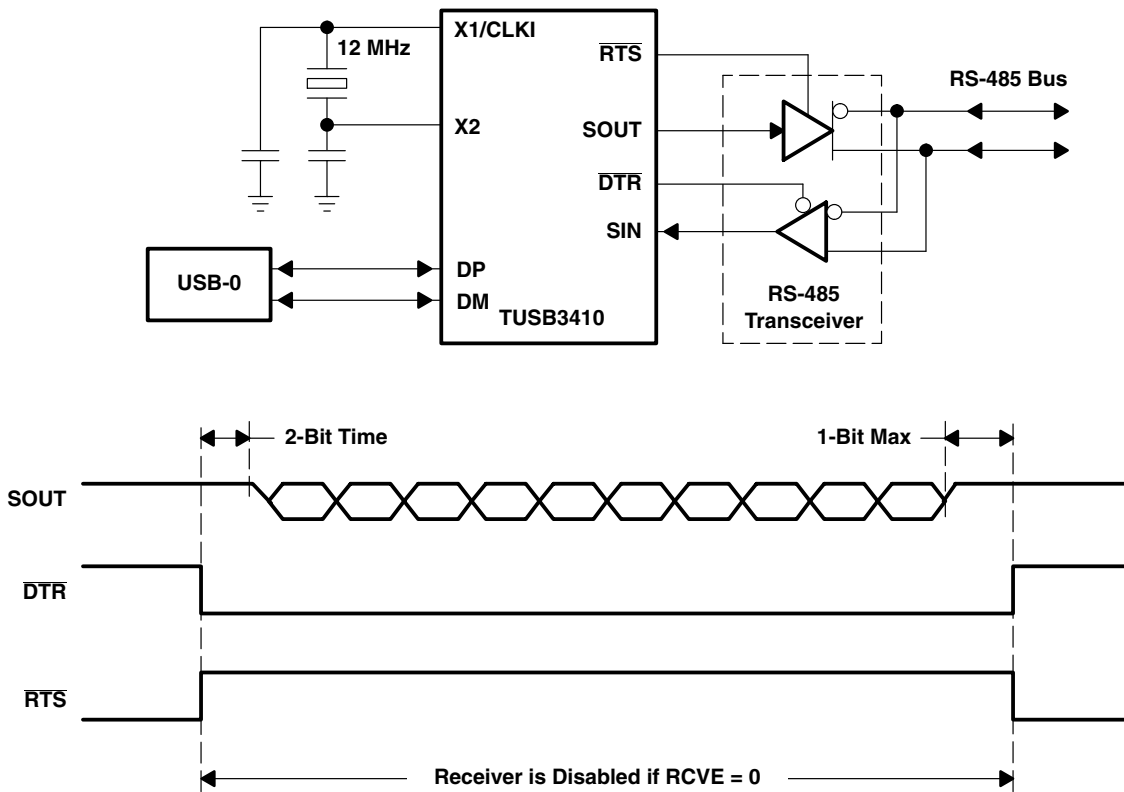 X1/CLKI
12 MHz
RTS
RS-485 Bus
X2
SOUT
DTR
SIN
USB-0
DP
DM
RS-485
Transceiver
TUSB3410
2-Bit Time
1-Bit Max
SOUT
DTR
RTS
Receiver is Disabled if RCVE = 0